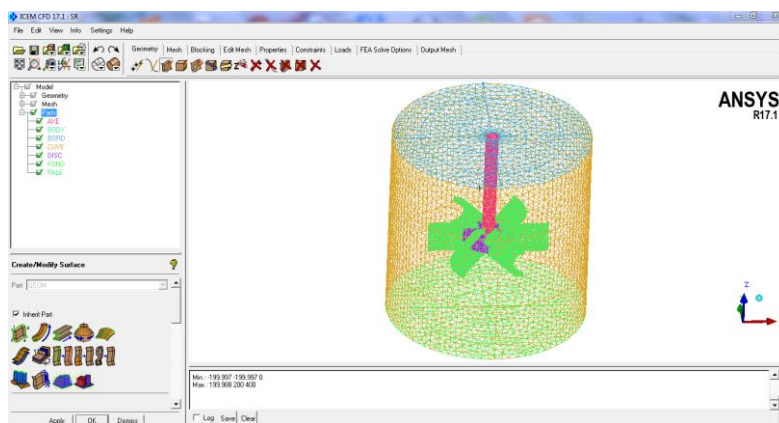 ICEM CFD 17.1 : SR
File Edit View Info Settings Help
Geometry Mesh Blocking Edit Mesh Properties Constraints Loads FEA Solve Options Output Mesh
Model
Geometry
Mesh
Parts
AXE
BODY
BORD
CUVE
DISC
FOND
PALE
ANSYS
R17.1
Create/Modify Surface
Part GEOM
Inherit Part
Z
Min : -199.997 -199.997 0
Max : 199.988 200 400
Apply OK Dismiss
Log Save Clear